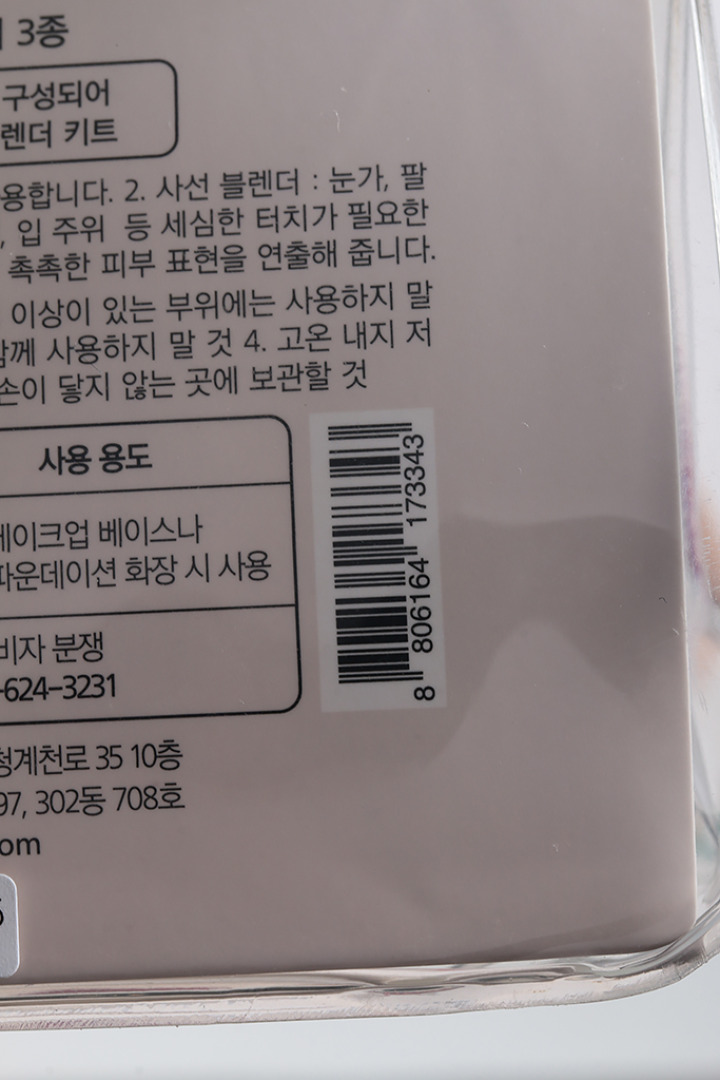 3종
구성되어
렌더 키트
용합니다. 2. 사선 블렌더 : 눈가, 팔
, 입 주위 등 세심한 터치가 필요한
촉촉한 피부 표현을 연출해 줍니다.
이상이 있는 부위에는 사용하지 말
함께 사용하지 말 것 4. 고온 내지 저
손이 닿지 않는 곳에 보관할 것
사용 용도
메이크업 베이스나
파운데이션 화장 시 사용
비자 분쟁
-624-3231
8 806164 173343
청계천로 35 10층
97, 302동 708호
om